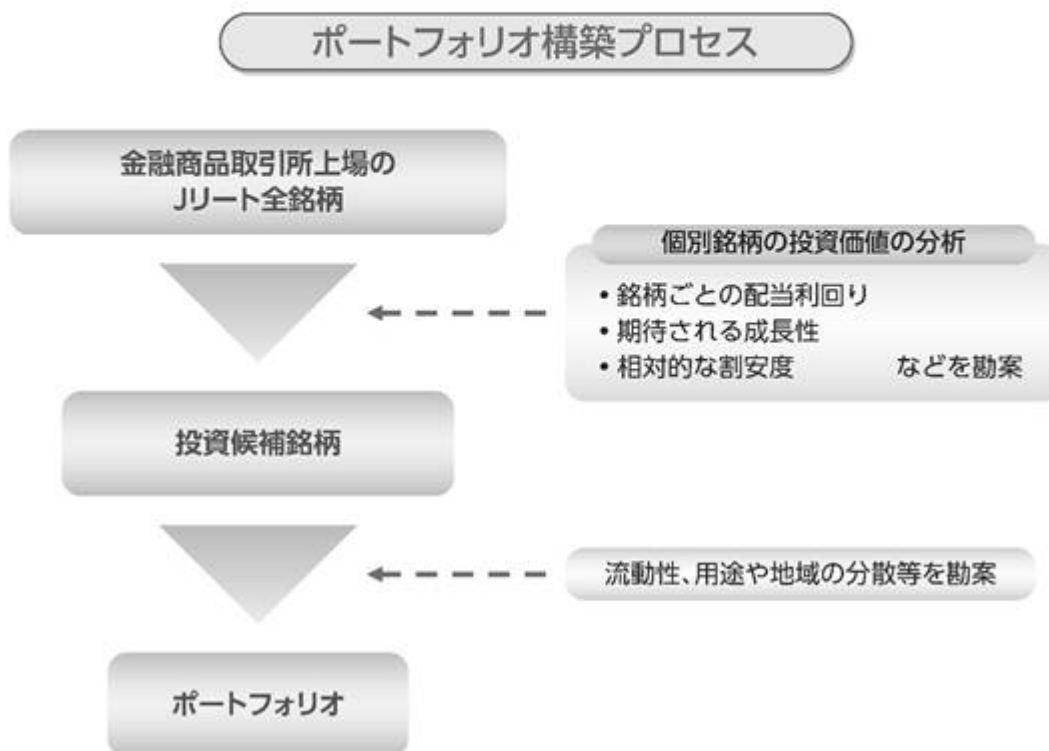 ポートフォリオ構築プロセス
金融商品取引所上場の
Jリート全銘柄
個別銘柄の投資価値の分析
• 銘柄ごとの配当利回り
• 期待される成長性
• 相対的な割安度 などを勘案
投資候補銘柄
流動性、用途や地域の分散等を勘案
ポートフォリオ